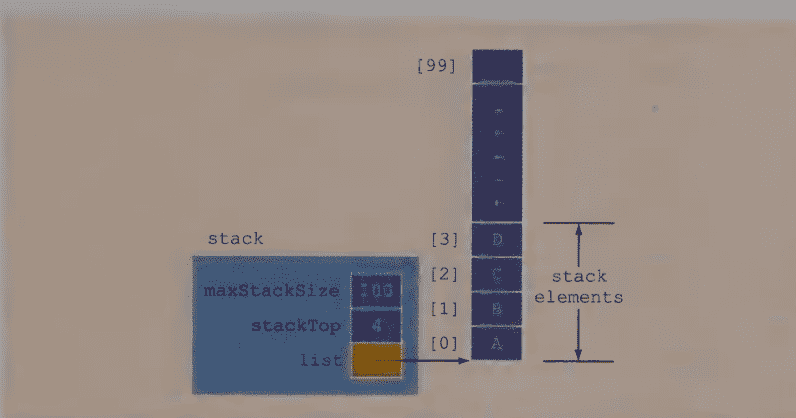 [99]
stack
[3] D
[2] C
stack
elements
maxStackSize 100
[1] B
stackTop 4
[0] A
list